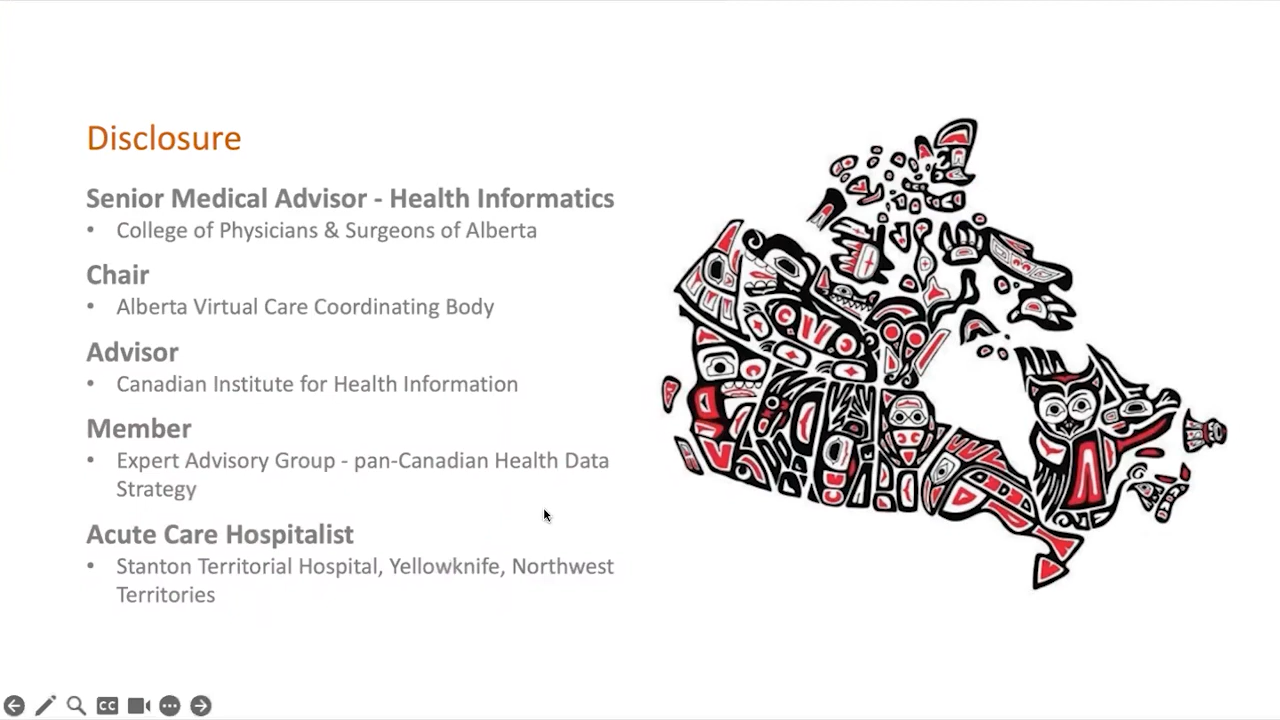 Disclosure
Senior Medical Advisor - Health Informatics
• College of Physicians & Surgeons of Alberta
Chair
• Alberta Virtual Care Coordinating Body
Advisor
• Canadian Institute for Health Information
Member
• Expert Advisory Group - pan-Canadian Health Data
Strategy
Acute Care Hospitalist
• Stanton Territorial Hospital, Yellowknife, Northwest
Territories
CC